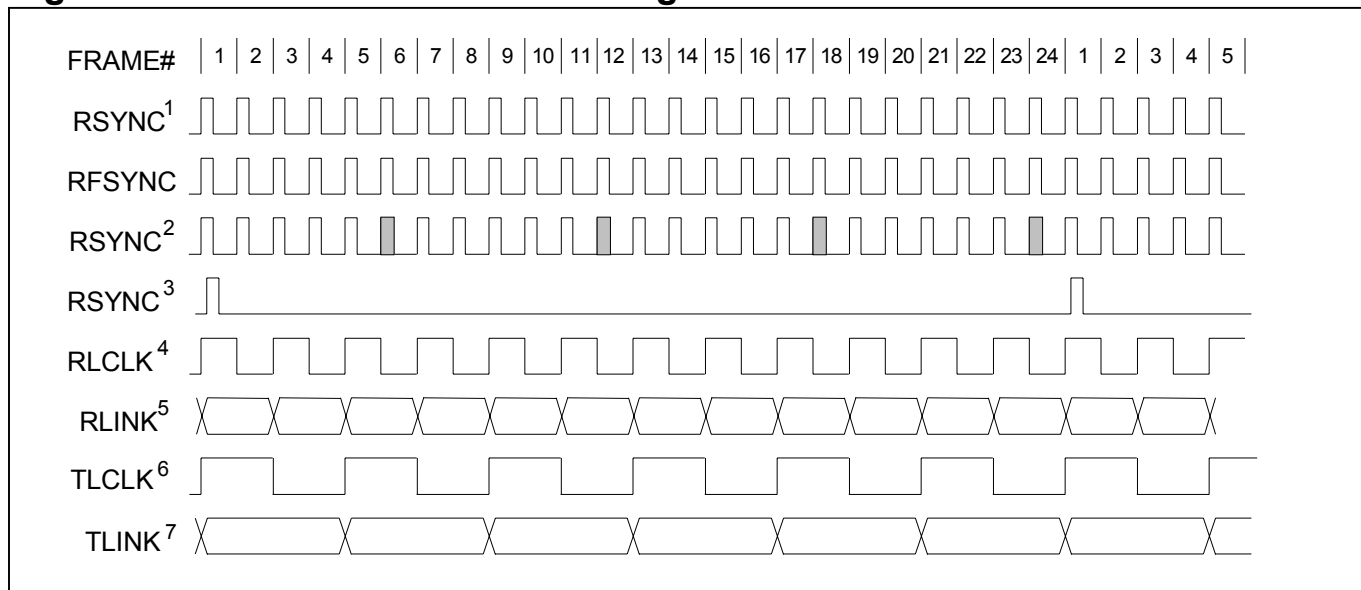 FRAME# 1 2 3 4 5 6 7 8 9 10 11 12 13 14 15 16 17 18 19 20 21 22 23 24 1 2 3 4 5
RSYNC1
RFSYNC
RSYNC2
RSYNC3
RLCLK4
RLINK5
TLCLK6
TLINK7